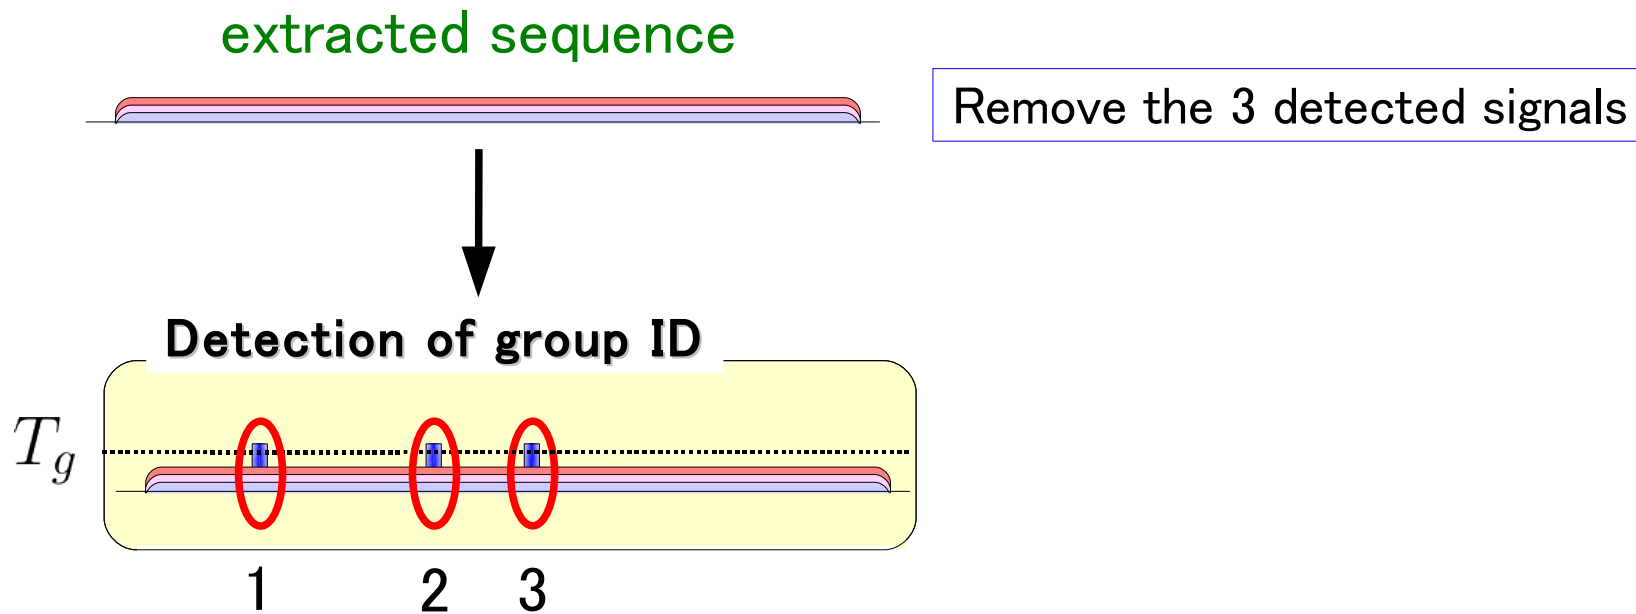 extracted sequence
Remove the 3 detected signals
Detection of group ID
T_g
1 2 3